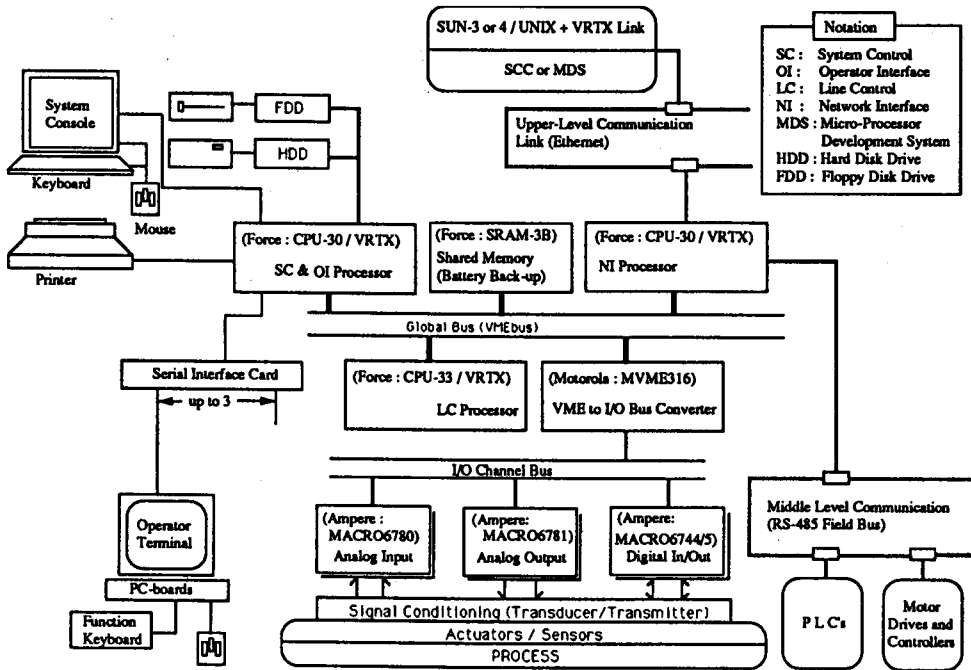 SUN-3 or 4 / UNIX + VRTX Link
SCC or MDS
Notation
SC : System Control
OI : Operator Interface
LC : Line Control
NI : Network Interface
MDS : Micro-Processor
Development System
HDD : Hard Disk Drive
FDD : Floppy Disk Drive
System
Console
Keyboard
Mouse
Printer
FDD
HDD
Upper-Level Communication
Link (Ethernet)
(Force : CPU-30 / VRTX)
SC & OI Processor
(Force : SRAM-3B)
Shared Memory
(Battery Back-up)
(Force : CPU-30 / VRTX)
NI Processor
Global Bus (VMEbus)
Serial Interface Card
up to 3
(Force : CPU-33 / VRTX)
LC Processor
(Motorola : MVME316)
VME to I/O Bus Converter
I/O Channel Bus
Operator
Terminal
PC-boards
Function
Keyboard
(Ampere :
MACRO6780)
Analog Input
(Ampere:
MACRO6781)
Analog Output
(Ampere:
MACRO6744/5)
Digital In/Out
Middle Level Communication
(RS-485 Field Bus)
Signal Conditioning (Transducer/Transmitter)
Actuators / Sensors
PROCESS
P L C's
Motor
Drives and
Controllers